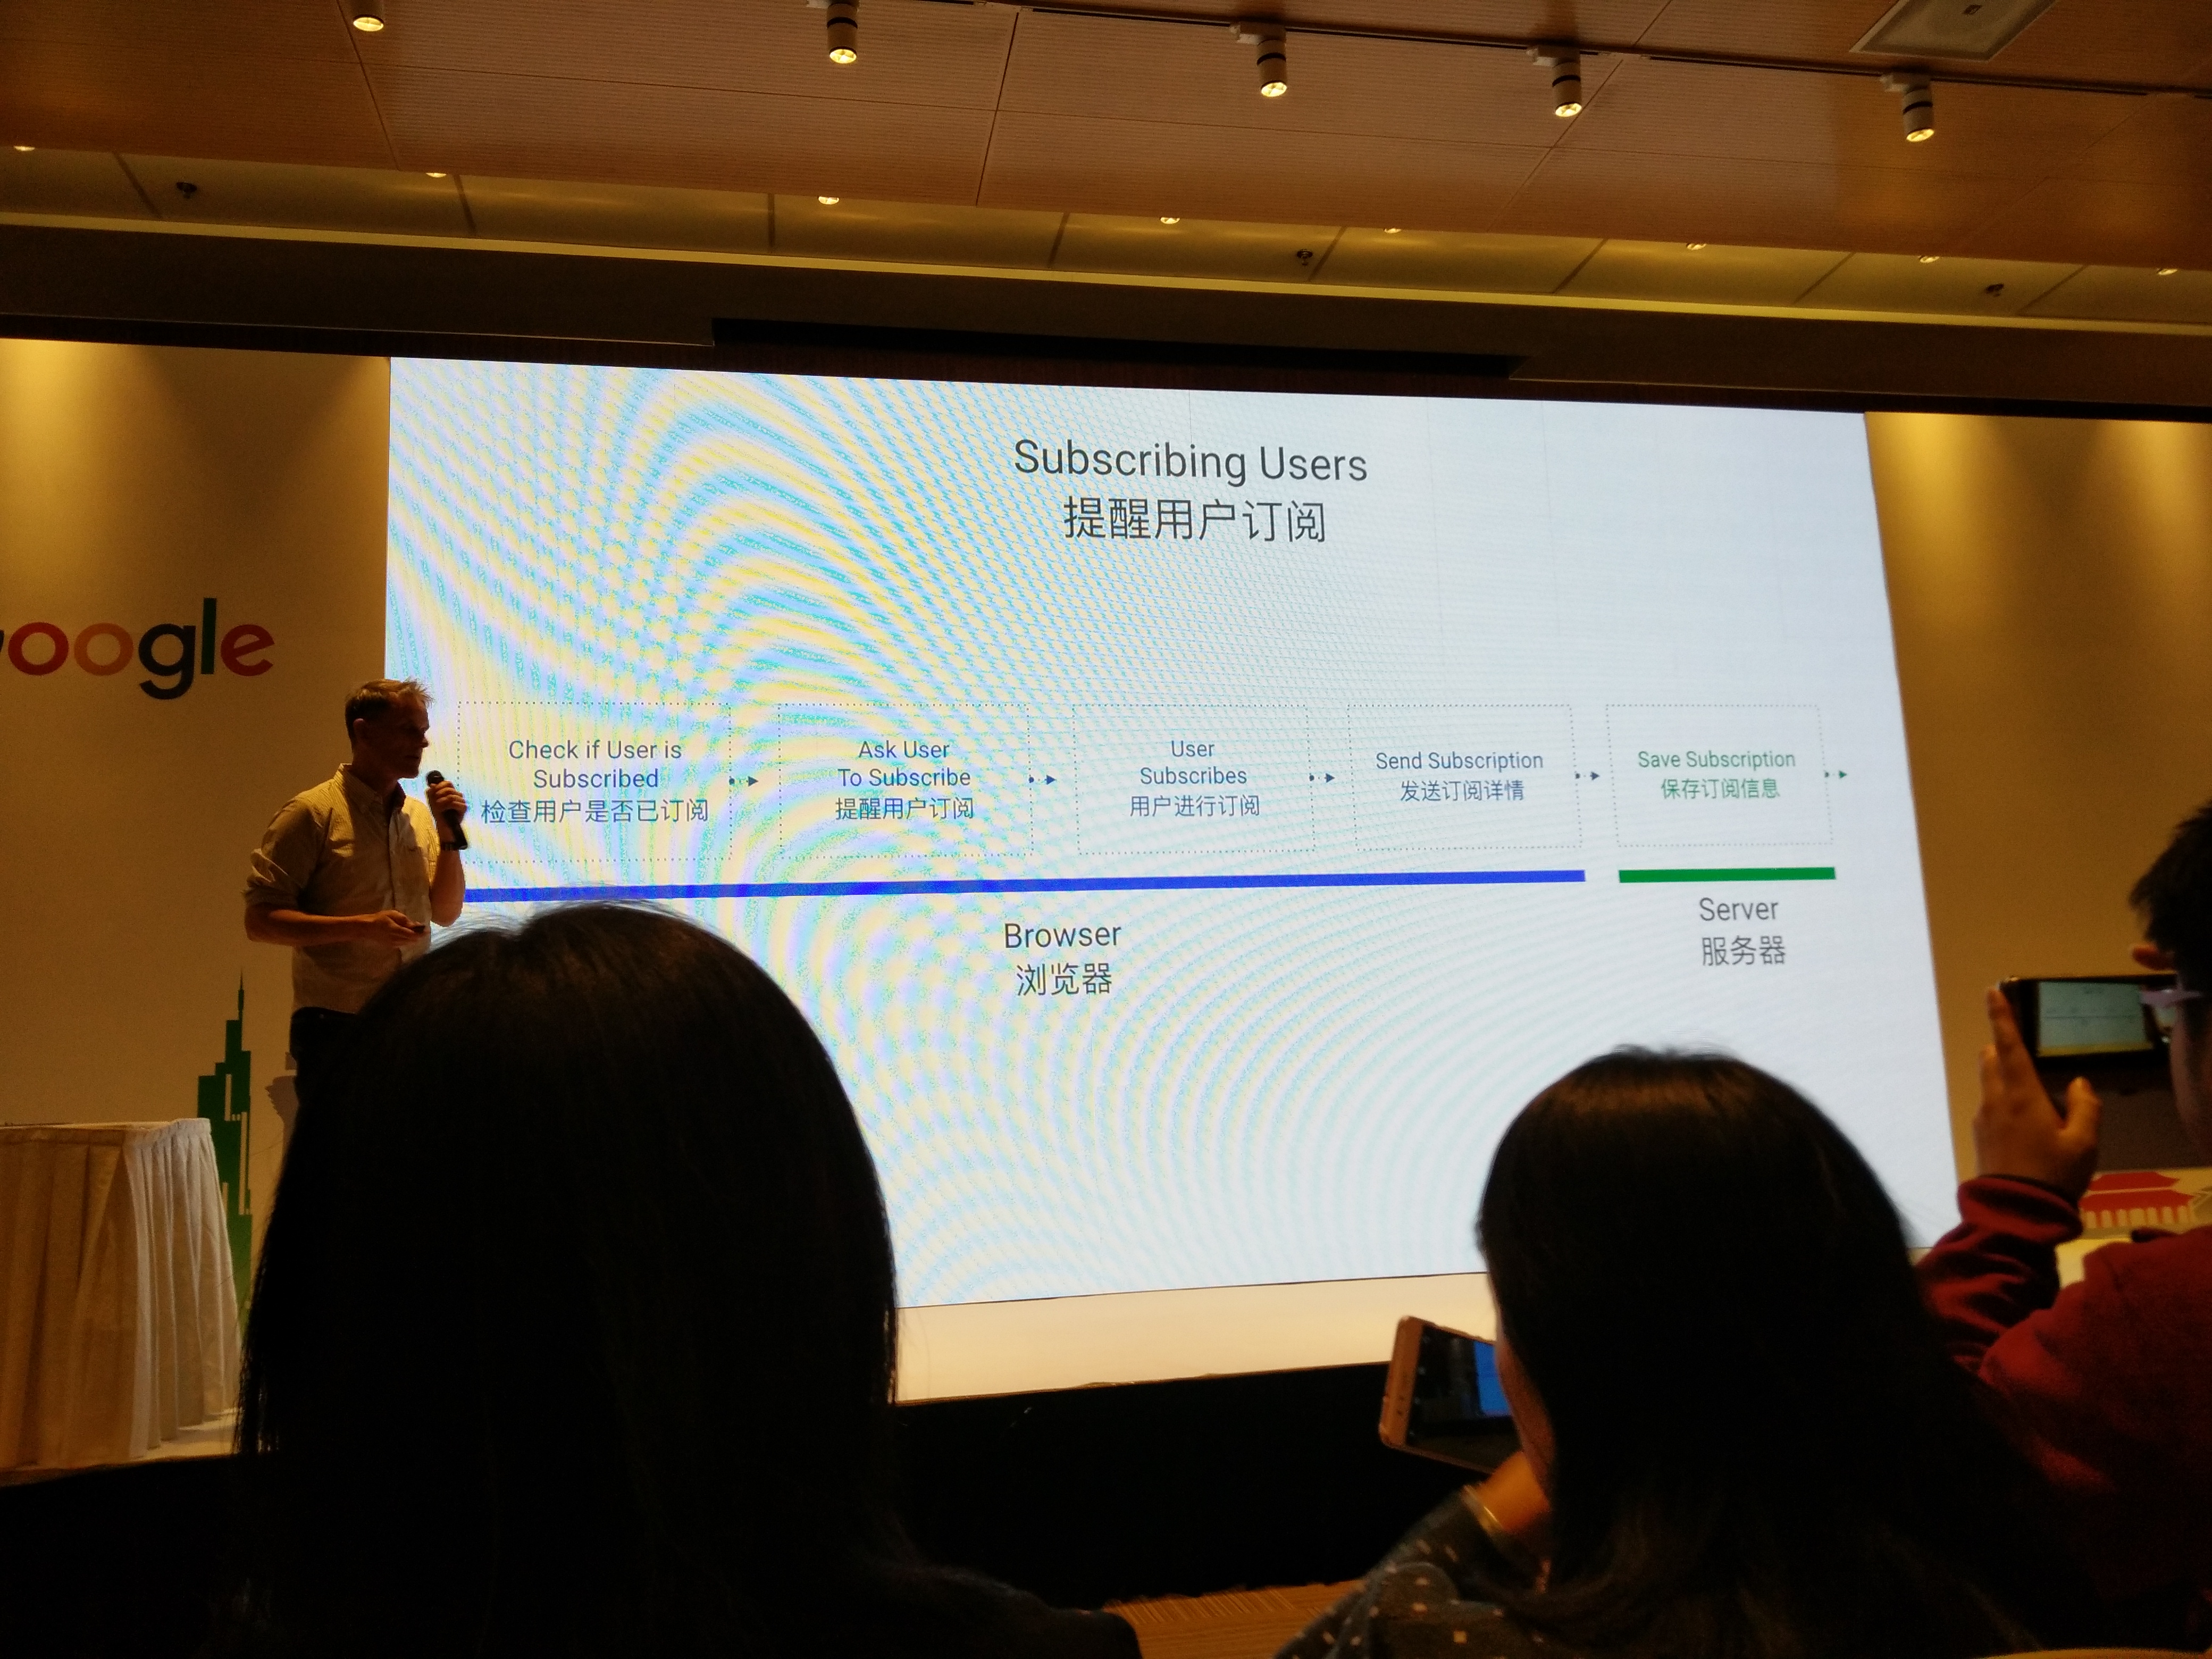 Subscribing Users
提醒用户订阅
oogle
Check if User is
Subscribed
检查用户是否已订阅
Ask User
To Subscribe
提醒用户订阅
User
Subscribes
用户进行订阅
Send Subscription
发送订阅详情
Save Subscription
保存订阅信息
Browser
浏览器
Server
服务器